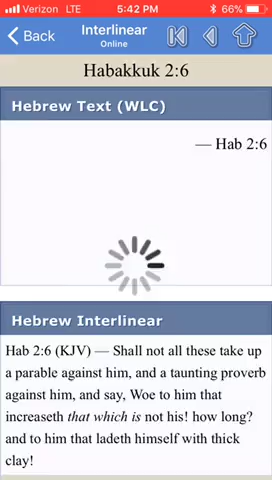 Verizon LTE 5:42 PM 66%
Back Interlinear
Online
Habakkuk 2:6
Hebrew Text (WLC)
— Hab 2:6
Hebrew Interlinear
Hab 2:6 (KJV) — Shall not all these take up
a parable against him, and a taunting proverb
against him, and say, Woe to him that
increaseth that which is not his! how long?
and to him that ladeth himself with thick
clay!